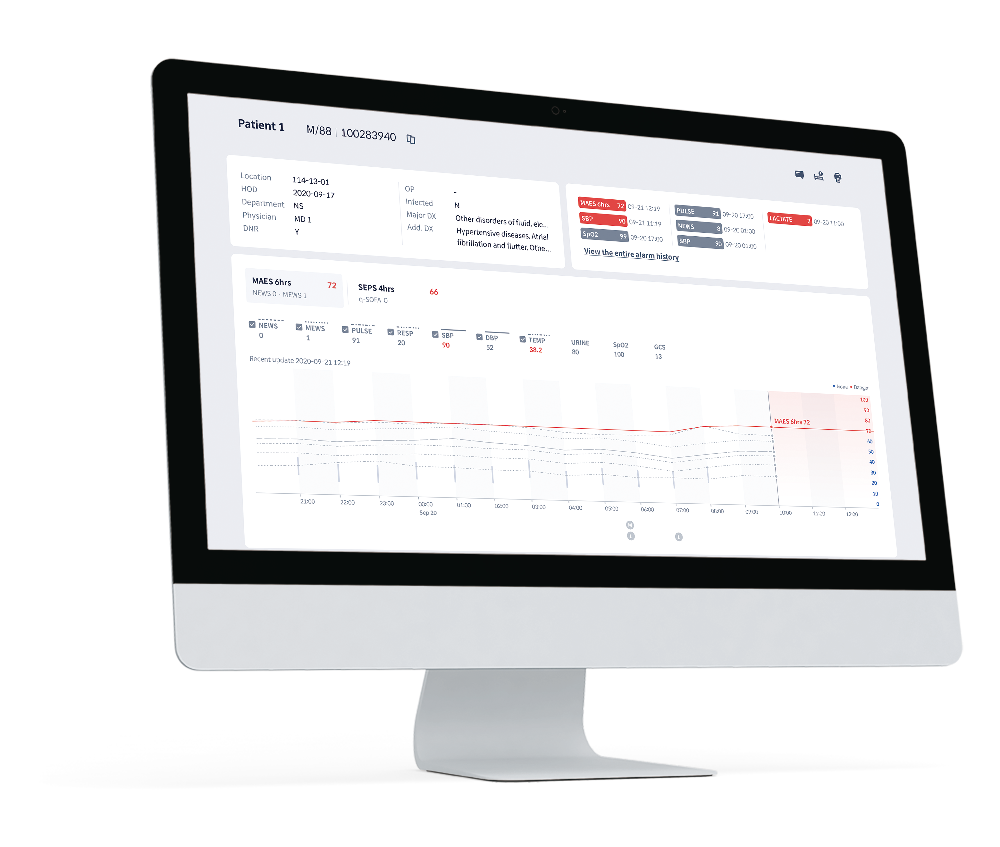 Patient 1 M/88 | 100283940
Location 114-13-01
HOD 2020-09-17
Department NS
Physician MD 1
DNR Y
OP -
Infected N
Major DX Other disorders of fluid, ele...
Add. DX Hypertensive diseases, Atrial
fibrillation and flutter, Othe...
MAES 6hrs 72 09-21 12:19
SBP 90 09-21 11:19
SpO2 99 09-20 17:00
PULSE 91 09-20 17:00
NEWS 8 09-20 01:00
SBP 90 09-20 01:00
LACTATE 2 09-20 11:00
View the entire alarm history
MAES 6hrs 72
NEWS 0 · MEWS 1
SEPS 4hrs 66
q-SOFA 0
NEWS
0
MEWS
1
PULSE
91
RESP
20
SBP
90
DBP
52
TEMP
38.2
URINE
80
SpO2
100
GCS
13
Recent update 2020-09-21 12:19
None Danger
MAES 6hrs 72
100
90
80
70
60
50
40
30
20
10
0
21:00 22:00 23:00 00:00 01:00 02:00 03:00 04:00 05:00 06:00 07:00 08:00 09:00 10:00 11:00 12:00
Sep 20
M
L L